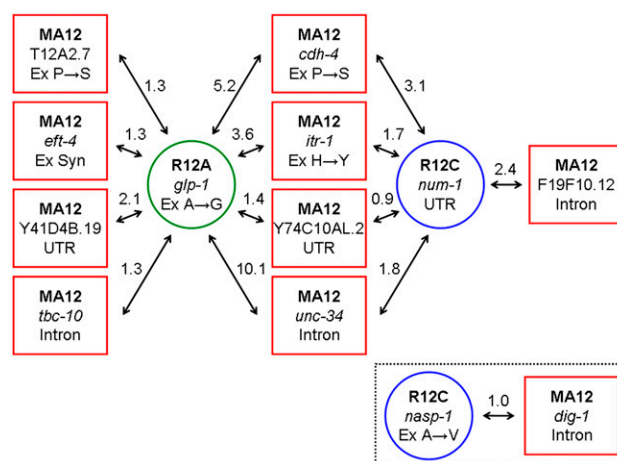 MA12
T12A2.7
Ex P→S
MA12
eft-4
Ex Syn
MA12
Y41D4B.19
UTR
MA12
tbc-10
Intron
1.3
1.3
2.1
1.3
R12A
glp-1
Ex A→G
5.2
3.6
1.4
10.1
MA12
cdh-4
Ex P→S
MA12
itr-1
Ex H→Y
MA12
Y74C10AL.2
UTR
MA12
unc-34
Intron
3.1
1.7
0.9
1.8
R12C
num-1
UTR
2.4
MA12
F19F10.12
Intron
R12C
nasp-1
Ex A→V
1.0
MA12
dig-1
Intron